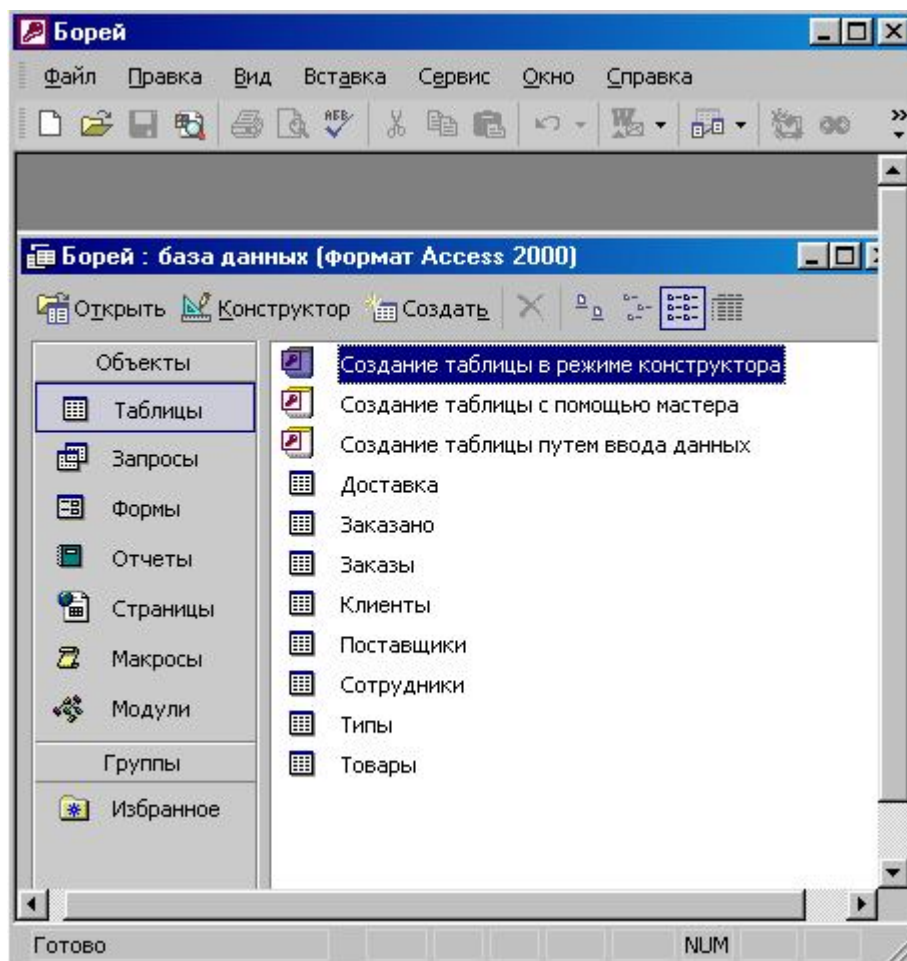 Борей
Файл Правка Вид Вставка Сервис Окно Справка
Борей : база данных (формат Access 2000)
Открыть Конструктор Создать
Объекты
Таблицы
Запросы
Формы
Отчеты
Страницы
Макросы
Модули
Группы
Избранное
Создание таблицы в режиме конструктора
Создание таблицы с помощью мастера
Создание таблицы путем ввода данных
Доставка
Заказано
Заказы
Клиенты
Поставщики
Сотрудники
Типы
Товары
Готово NUM